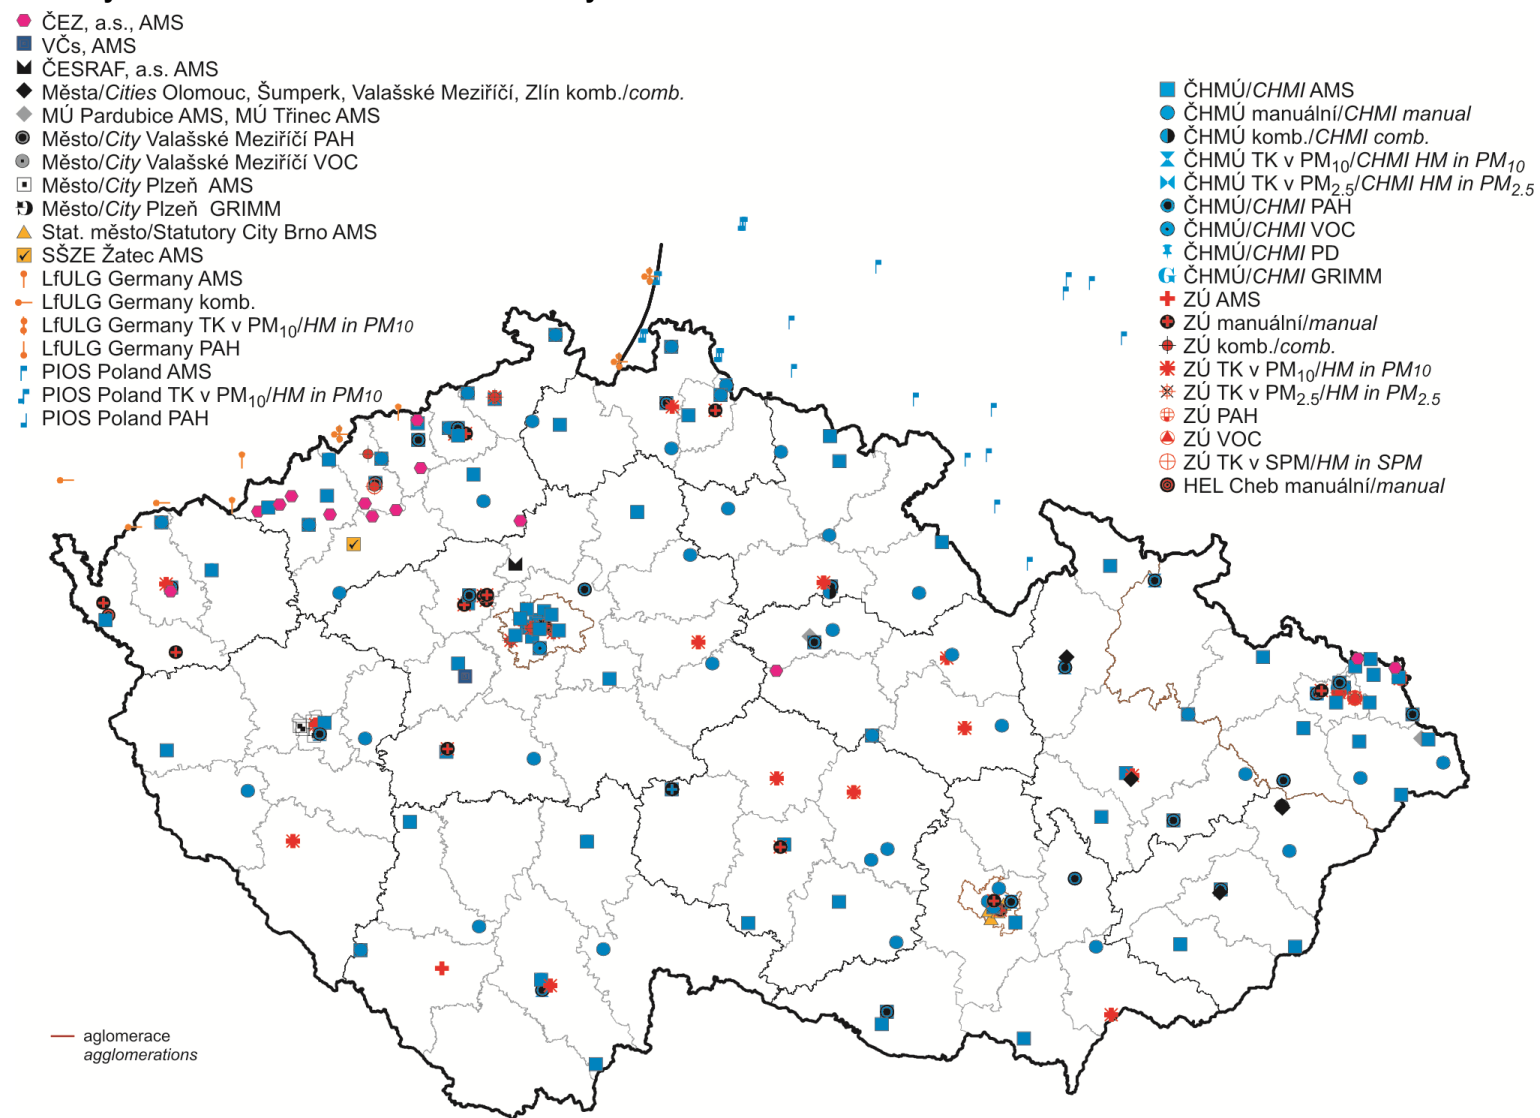 ČEZ, a.s., AMS
VČs, AMS
ČESRAF, a.s. AMS
Města/Cities Olomouc, Šumperk, Valašské Meziříčí, Zlín komb./comb.
MÚ Pardubice AMS, MÚ Třinec AMS
Město/City Valašské Meziříčí PAH
Město/City Valašské Meziříčí VOC
Město/City Plzeň AMS
Město/City Plzeň GRIMM
Stat. město/Statutory City Brno AMS
SŠZE Žatec AMS
LfULG Germany AMS
LfULG Germany komb.
LfULG Germany TK v PM10/HM in PM10
LfULG Germany PAH
PIOS Poland AMS
PIOS Poland TK v PM10/HM in PM10
PIOS Poland PAH
ČHMÚ/CHMI AMS
ČHMÚ manuální/CHMI manual
ČHMÚ komb./CHMI comb.
ČHMÚ TK v PM10/CHMI HM in PM10
ČHMÚ TK v PM2.5/CHMI HM in PM2.5
ČHMÚ/CHMI PAH
ČHMÚ/CHMI VOC
ČHMÚ/CHMI PD
ČHMÚ/CHMI GRIMM
ZÚ AMS
ZÚ manuální/manual
ZÚ komb./comb.
ZÚ TK v PM10/HM in PM10
ZÚ TK v PM2.5/HM in PM2.5
ZÚ PAH
ZÚ VOC
ZÚ TK v SPM/HM in SPM
HEL Cheb manuální/manual
aglomerace
agglomerations